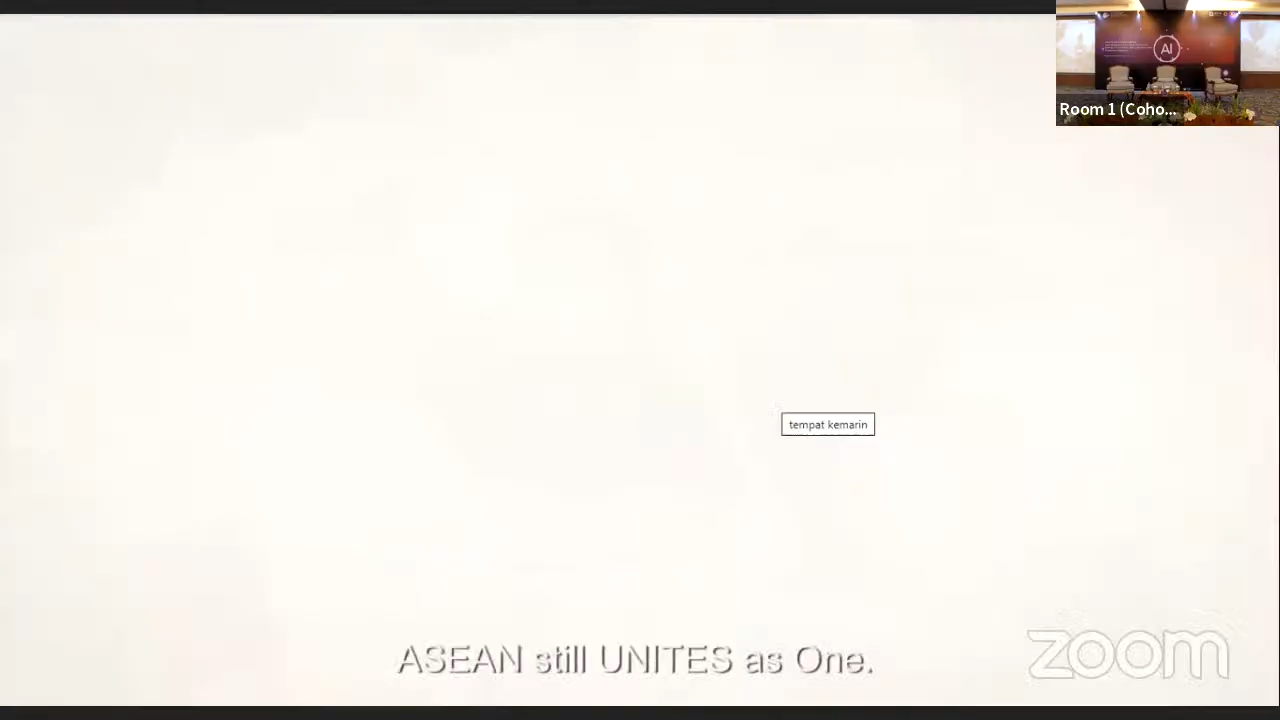 AI
Room 1 (Coho...
tempat kemarin
ASEAN still UNITES as One.
zoom